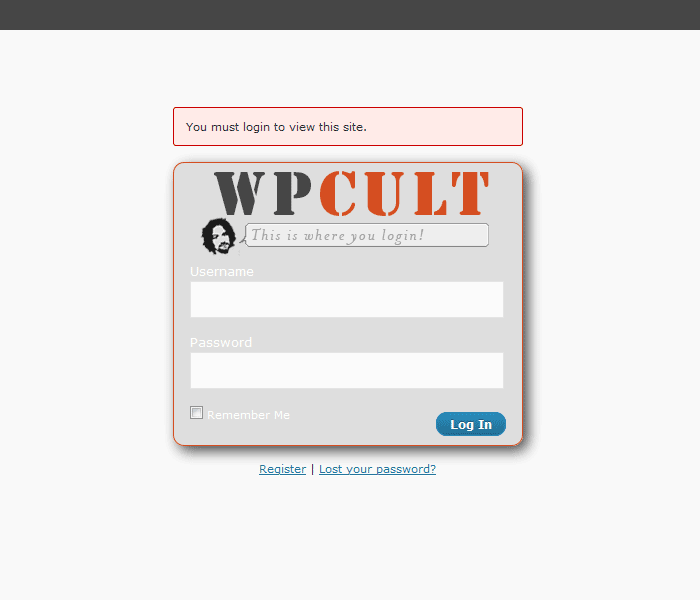 You must login to view this site.
WPCULT
This is where you login!
Username
Password
Remember Me
Log In
Register | Lost your password?